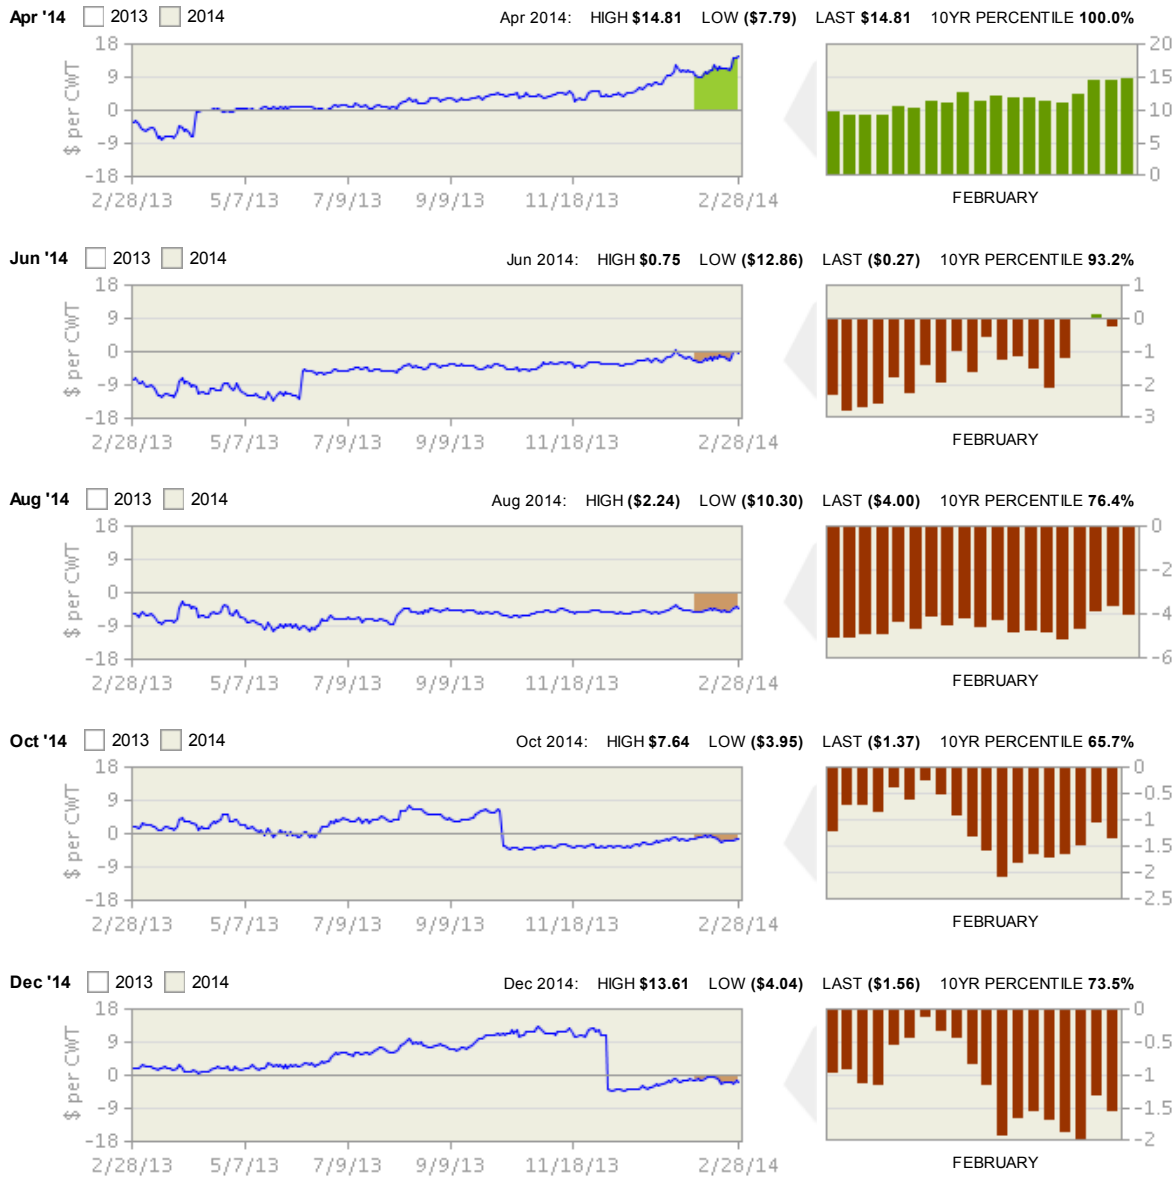 Apr '14 2013 2014 Apr 2014: HIGH $14.81 LOW ($7.79) LAST $14.81 10YR PERCENTILE 100.0%
$ per CWT
18
9
0
-9
-18
2/28/13 5/7/13 7/9/13 9/9/13 11/18/13 2/28/14
20
15
10
5
0
FEBRUARY
Jun '14 2013 2014 Jun 2014: HIGH $0.75 LOW ($12.86) LAST ($0.27) 10YR PERCENTILE 93.2%
$ per CWT
18
9
0
-9
-18
2/28/13 5/7/13 7/9/13 9/9/13 11/18/13 2/28/14
1
0
-1
-2
-3
FEBRUARY
Aug '14 2013 2014 Aug 2014: HIGH ($2.24) LOW ($10.30) LAST ($4.00) 10YR PERCENTILE 76.4%
$ per CWT
18
9
0
-9
-18
2/28/13 5/7/13 7/9/13 9/9/13 11/18/13 2/28/14
0
-2
-4
-6
FEBRUARY
Oct '14 2013 2014 Oct 2014: HIGH $7.64 LOW ($3.95) LAST ($1.37) 10YR PERCENTILE 65.7%
$ per CWT
18
9
0
-9
-18
2/28/13 5/7/13 7/9/13 9/9/13 11/18/13 2/28/14
0
-0.5
-1
-1.5
-2
-2.5
FEBRUARY
Dec '14 2013 2014 Dec 2014: HIGH $13.61 LOW ($4.04) LAST ($1.56) 10YR PERCENTILE 73.5%
$ per CWT
18
9
0
-9
-18
2/28/13 5/7/13 7/9/13 9/9/13 11/18/13 2/28/14
0
-0.5
-1
-1.5
-2
FEBRUARY